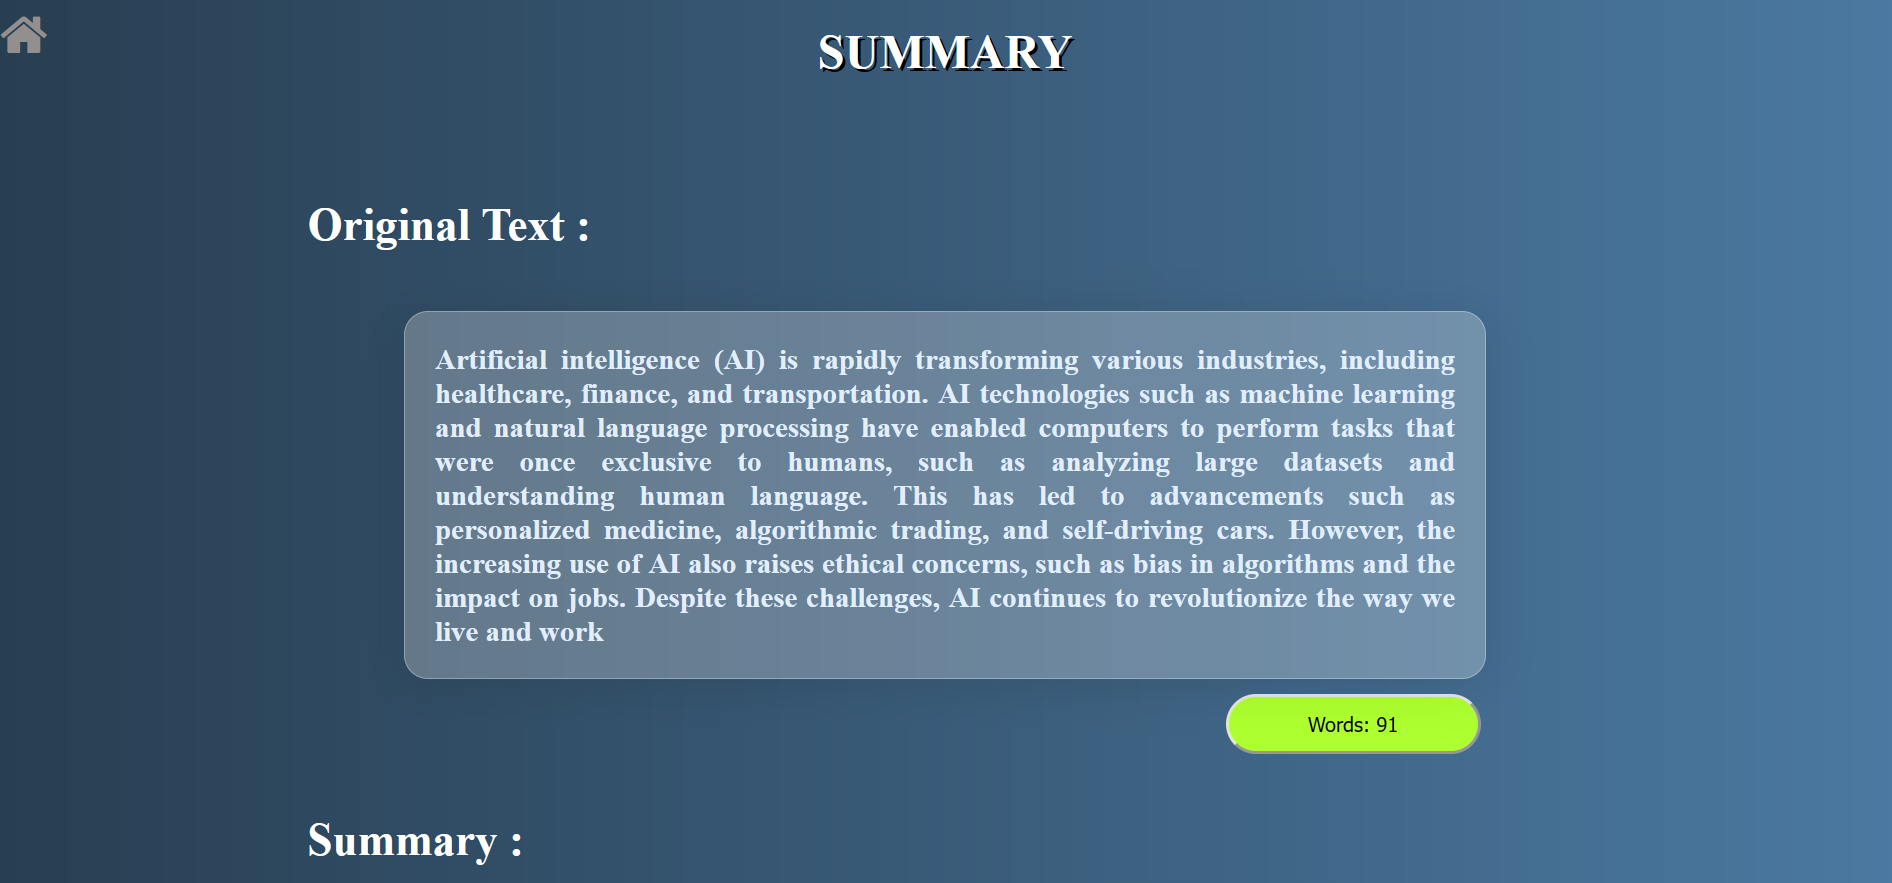 SUMMARY
Original Text :
Artificial intelligence (AI) is rapidly transforming various industries, including
healthcare, finance, and transportation. AI technologies such as machine learning
and natural language processing have enabled computers to perform tasks that
were once exclusive to humans, such as analyzing large datasets and
understanding human language. This has led to advancements such as
personalized medicine, algorithmic trading, and self-driving cars. However, the
increasing use of AI also raises ethical concerns, such as bias in algorithms and the
impact on jobs. Despite these challenges, AI continues to revolutionize the way we
live and work
Words: 91
Summary :